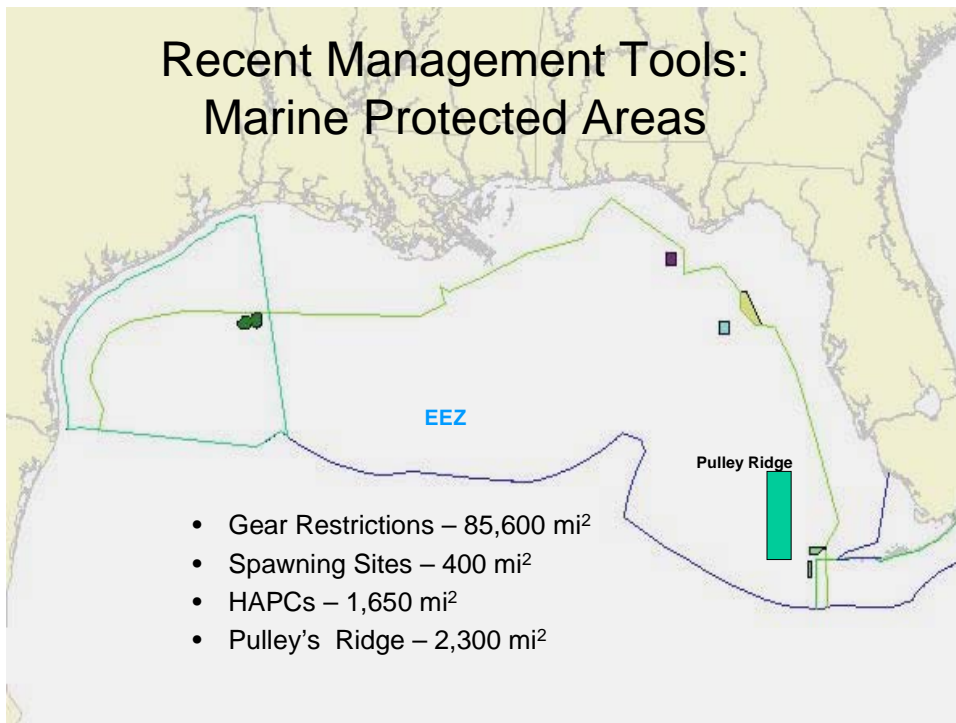 Recent Management Tools:
Marine Protected Areas
EEZ
Pulley Ridge
• Gear Restrictions – 85,600 mi²
• Spawning Sites – 400 mi²
• HAPCs – 1,650 mi²
• Pulley’s Ridge – 2,300 mi²